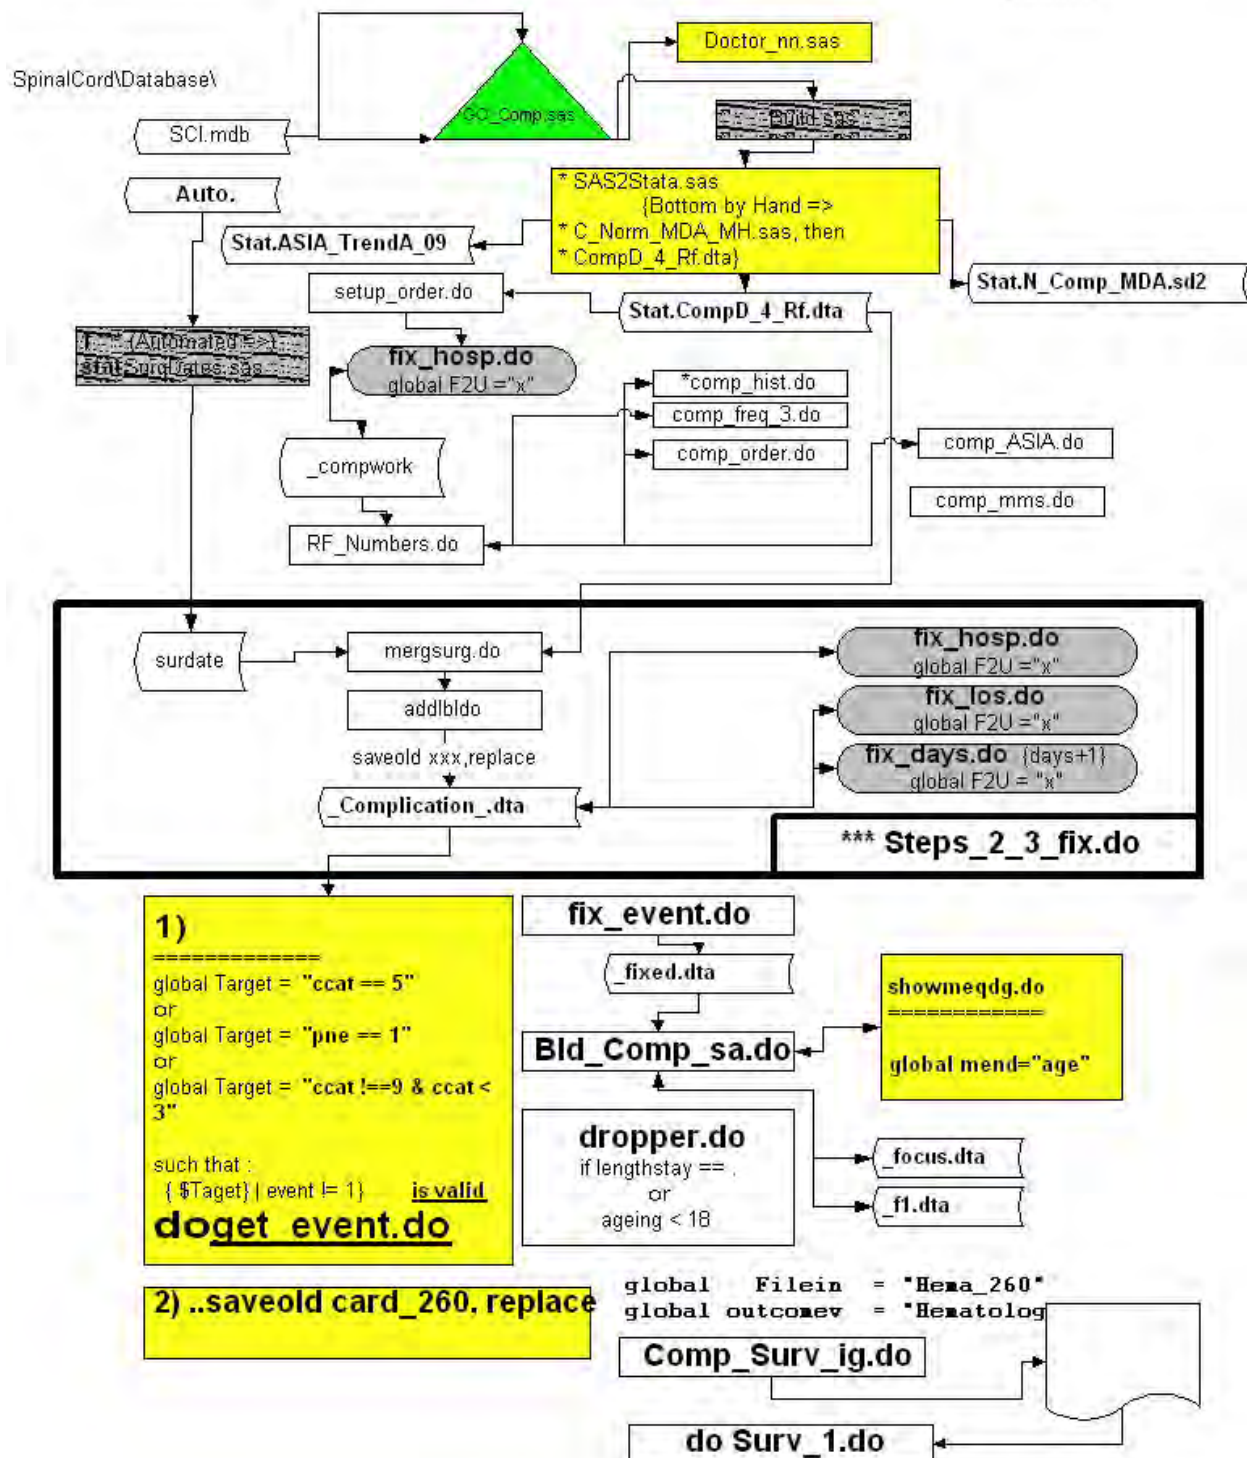 Doctor_nn.sas
SpinalCord\Database\
GO_Comp.sas
Build.sas
SCI.mdb
Auto.
* SAS2Stata.sas
{Bottom by Hand =>
* C_Norm_MDA_MH.sas, then
* CompD_4_Rf.dta}
Stat.ASIA_TrendA_09
Stat.N_Comp_MDA.sd2
setup_order.do
Stat.CompD_4_Rf.dta
{Automated =>}
stat.SurgDates.sas
fix_hosp.do
global F2U ="x"
*comp_hist.do
comp_freq_3.do
comp_order.do
comp_ASIA.do
_compwork
comp_mms.do
RF_Numbers.do
surdate
mergsurg.do
fix_hosp.do
global F2U ="x"
addlbldo
fix_los.do
global F2U ="x"
saveold xxx,replace
fix_days.do {days+1}
global F2U = "x"
_Complication_.dta
*** Steps_2_3_fix.do
1)
=============
global Target = "ccat == 5"
or
global Target = "pne == 1"
or
global Target = "ccat !==9 & ccat <
3"
such that :
{ $Taget} | event != 1} is valid
doget_event.do
fix_event.do
_fixed.dta
Bld_Comp_sa.do
showmeqdg.do
============
global mend="age"
dropper.do
if lengthstay == .
or
ageing < 18
_focus.dta
_f1.dta
2) ..saveold card_260, replace
global Filein = "Hema_260"
global outcomev = "Hematolog
Comp_Surv_ig.do
do Surv_1.do